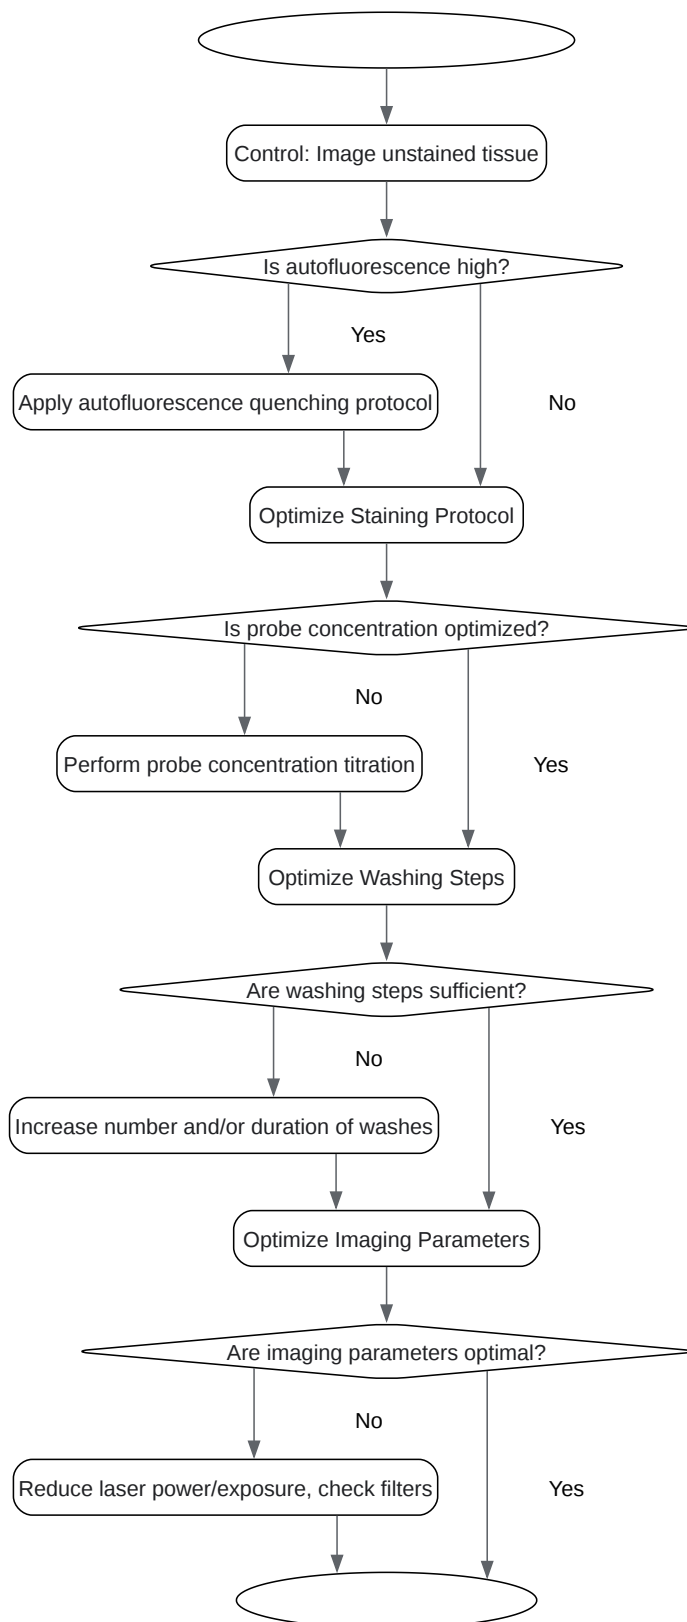 Control: Image unstained tissue
Is autofluorescence high?
Yes
Apply autofluorescence quenching protocol
No
Optimize Staining Protocol
Is probe concentration optimized?
No
Perform probe concentration titration
Yes
Optimize Washing Steps
Are washing steps sufficient?
No
Increase number and/or duration of washes
Yes
Optimize Imaging Parameters
Are imaging parameters optimal?
No
Reduce laser power/exposure, check filters
Yes